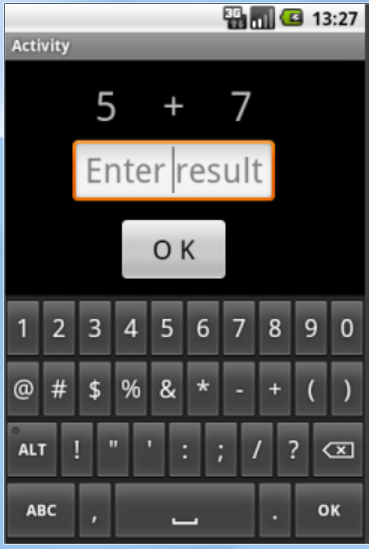 3G 13:27
Activity
5 + 7
Enter result
O K
1 2 3 4 5 6 7 8 9 0
@ # $ % & * - + ( )
ALT ! " ' : ; / ?
ABC , . OK